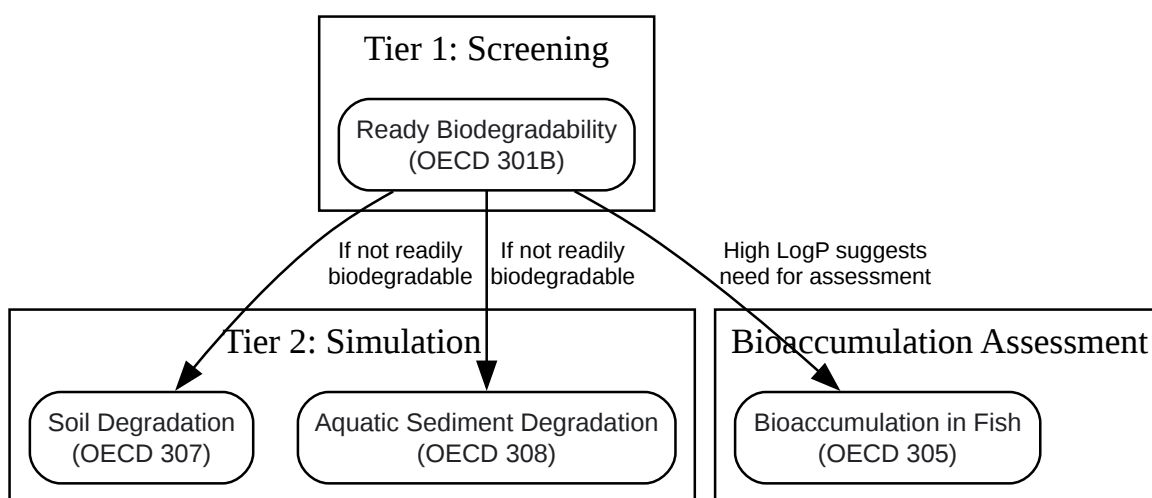 Tier 1: Screening
Ready Biodegradability
(OECD 301B)
If not readily
biodegradable
If not readily
biodegradable
High LogP suggests
need for assessment
Tier 2: Simulation
Bioaccumulation Assessment
Soil Degradation
(OECD 307)
Aquatic Sediment Degradation
(OECD 308)
Bioaccumulation in Fish
(OECD 305)